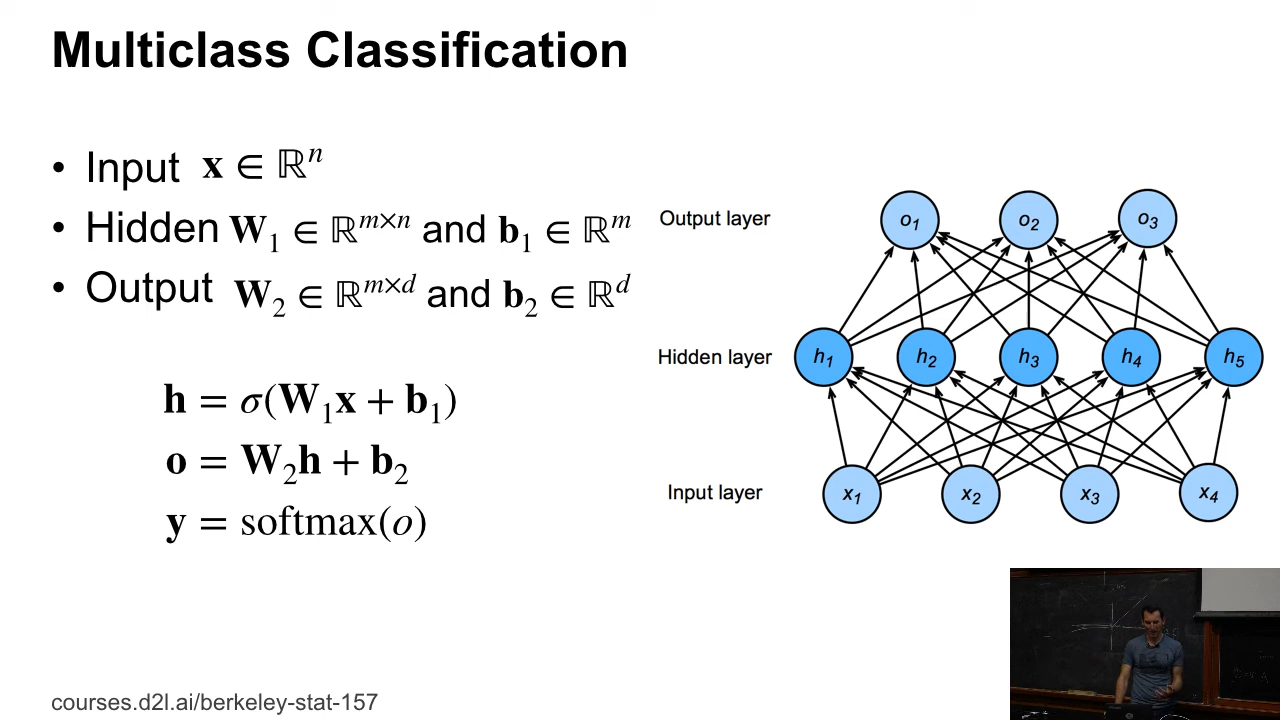 Multiclass Classification
• Input x ∈ ℝⁿ
• Hidden W₁ ∈ ℝᵐˣⁿ and b₁ ∈ ℝᵐ
• Output W₂ ∈ ℝᵐˣᵈ and b₂ ∈ ℝᵈ
h = σ(W₁x + b₁)
o = W₂h + b₂
y = softmax(o)
Output layer
o₁ o₂ o₃
Hidden layer
h₁ h₂ h₃ h₄ h₅
Input layer
x₁ x₂ x₃ x₄
courses.d2l.ai/berkeley-stat-157